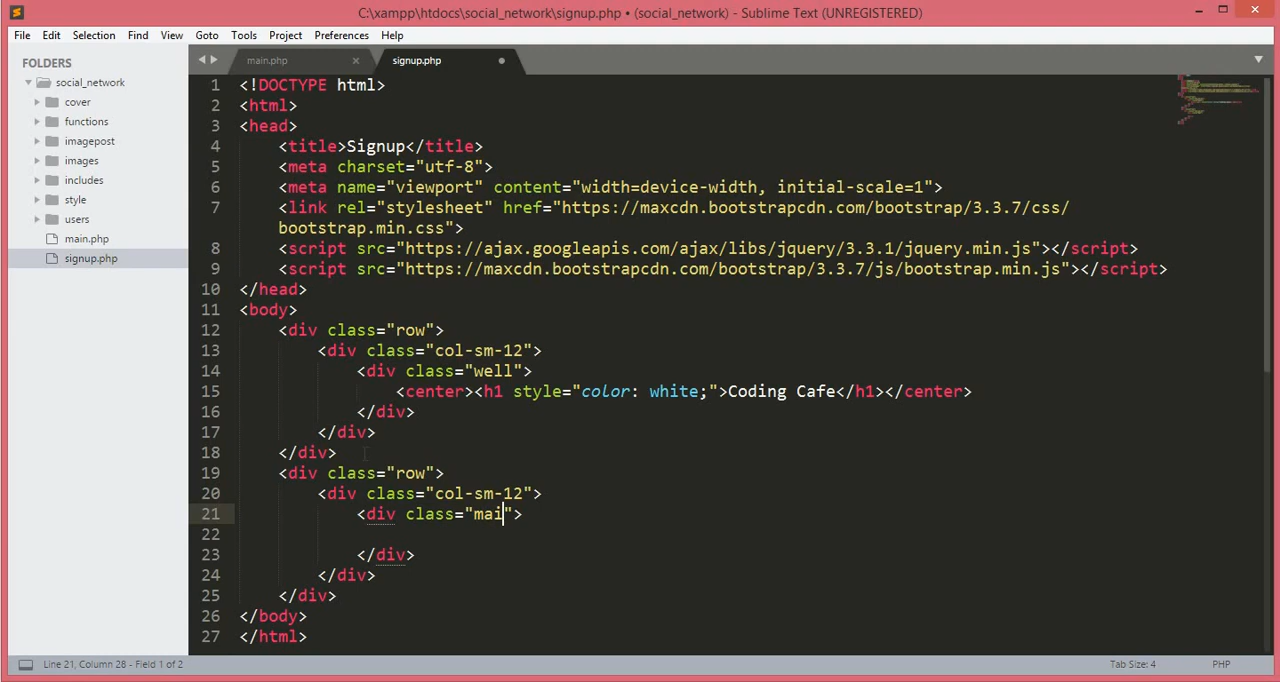 C:\xampp\htdocs\social_network\signup.php • (social_network) - Sublime Text (UNREGISTERED)
File Edit Selection Find View Goto Tools Project Preferences Help
FOLDERS
social_network
cover
functions
imagepost
images
includes
style
users
main.php
signup.php
main.php signup.php
1 <!DOCTYPE html>
2 <html>
3 <head>
4 <title>Signup</title>
5 <meta charset="utf-8">
6 <meta name="viewport" content="width=device-width, initial-scale=1">
7 <link rel="stylesheet" href="https://maxcdn.bootstrapcdn.com/bootstrap/3.3.7/css/
bootstrap.min.css">
8 <script src="https://ajax.googleapis.com/ajax/libs/jquery/3.3.1/jquery.min.js"></script>
9 <script src="https://maxcdn.bootstrapcdn.com/bootstrap/3.3.7/js/bootstrap.min.js"></script>
10 </head>
11 <body>
12 <div class="row">
13 <div class="col-sm-12">
14 <div class="well">
15 <center><h1 style="color: white;">Coding Cafe</h1></center>
16 </div>
17 </div>
18 </div>
19 <div class="row">
20 <div class="col-sm-12">
21 <div class="mai">
22
23 </div>
24 </div>
25 </div>
26 </body>
27 </html>
Line 21, Column 28 - Field 1 of 2 Tab Size: 4 PHP